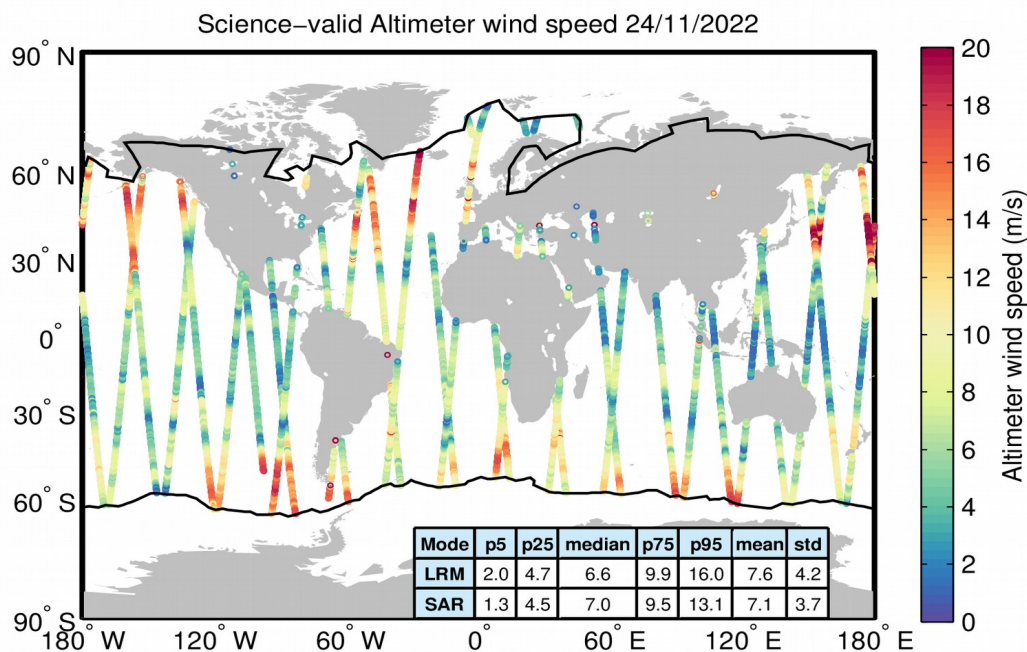 Science−valid Altimeter wind speed 24/11/2022
90° N
60° N
30° N
0°
30° S
60° S
90° S
180° W
120° W
60° W
0°
60° E
120° E
180° E
Mode p5 p25 median p75 p95 mean std
LRM 2.0 4.7 6.6 9.9 16.0 7.6 4.2
SAR 1.3 4.5 7.0 9.5 13.1 7.1 3.7
20
18
16
14
12
10
8
6
4
2
0
Altimeter wind speed (m/s)